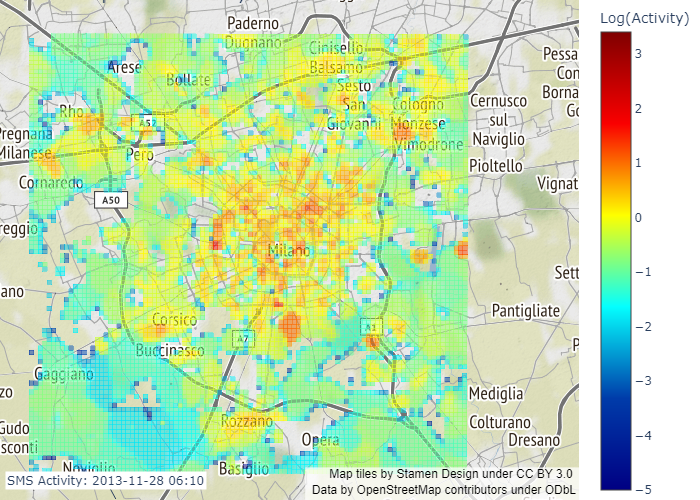 Log(Activity)
Paderno
Dugnano
Cinisello
Balsamo
Arese
Bollate
Sesto
San
Giovanni
Rho
A52
Cologno
Monzese
Vimodrone
Cernusco
sul
Naviglio
Pessa
Con
Borna
Go
Pregnana
Milanese
Pero
Pioltello
Cornaredo
A50
Vignat
reggio
Milano
Sett
ano
Pantigliate
Corsico
A7
A1
Buccinasco
P
Gaggiano
zo
Mediglia
Gudo
sconti
Rozzano
Opera
Colturano
Dresano
Noviglio
Basiglio
SMS Activity: 2013-11-28 06:10
Map tiles by Stamen Design under CC BY 3.0
Data by OpenStreetMap contributors under ODbL
3
2
1
0
−1
−2
−3
−4
−5